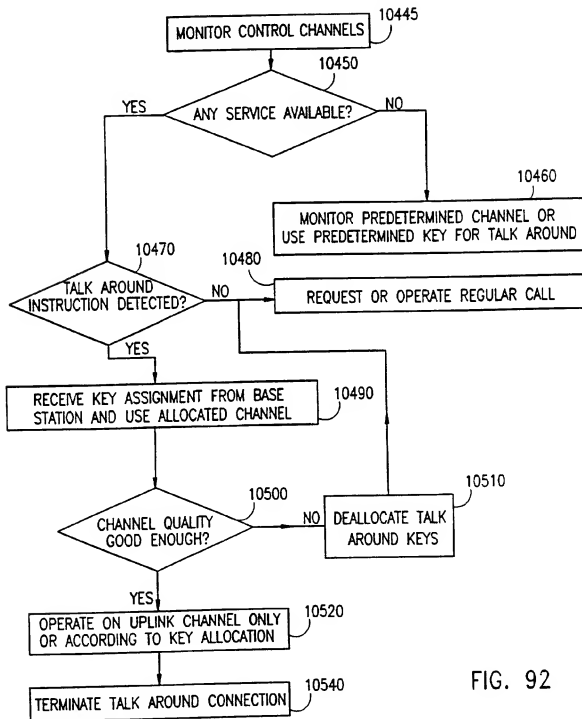 10445
MONITOR CONTROL CHANNELS
10450
YES
ANY SERVICE AVAILABLE?
NO
10460
MONITOR PREDETERMINED CHANNEL OR
USE PREDETERMINED KEY FOR TALK AROUND
10470
10480
TALK AROUND
INSTRUCTION DETECTED?
NO
REQUEST OR OPERATE REGULAR CALL
YES
RECEIVE KEY ASSIGNMENT FROM BASE
STATION AND USE ALLOCATED CHANNEL
10490
10500
10510
CHANNEL QUALITY
GOOD ENOUGH?
NO
DEALLOCATE TALK
AROUND KEYS
YES
OPERATE ON UPLINK CHANNEL ONLY
OR ACCORDING TO KEY ALLOCATION
10520
TERMINATE TALK AROUND CONNECTION
10540
FIG. 92